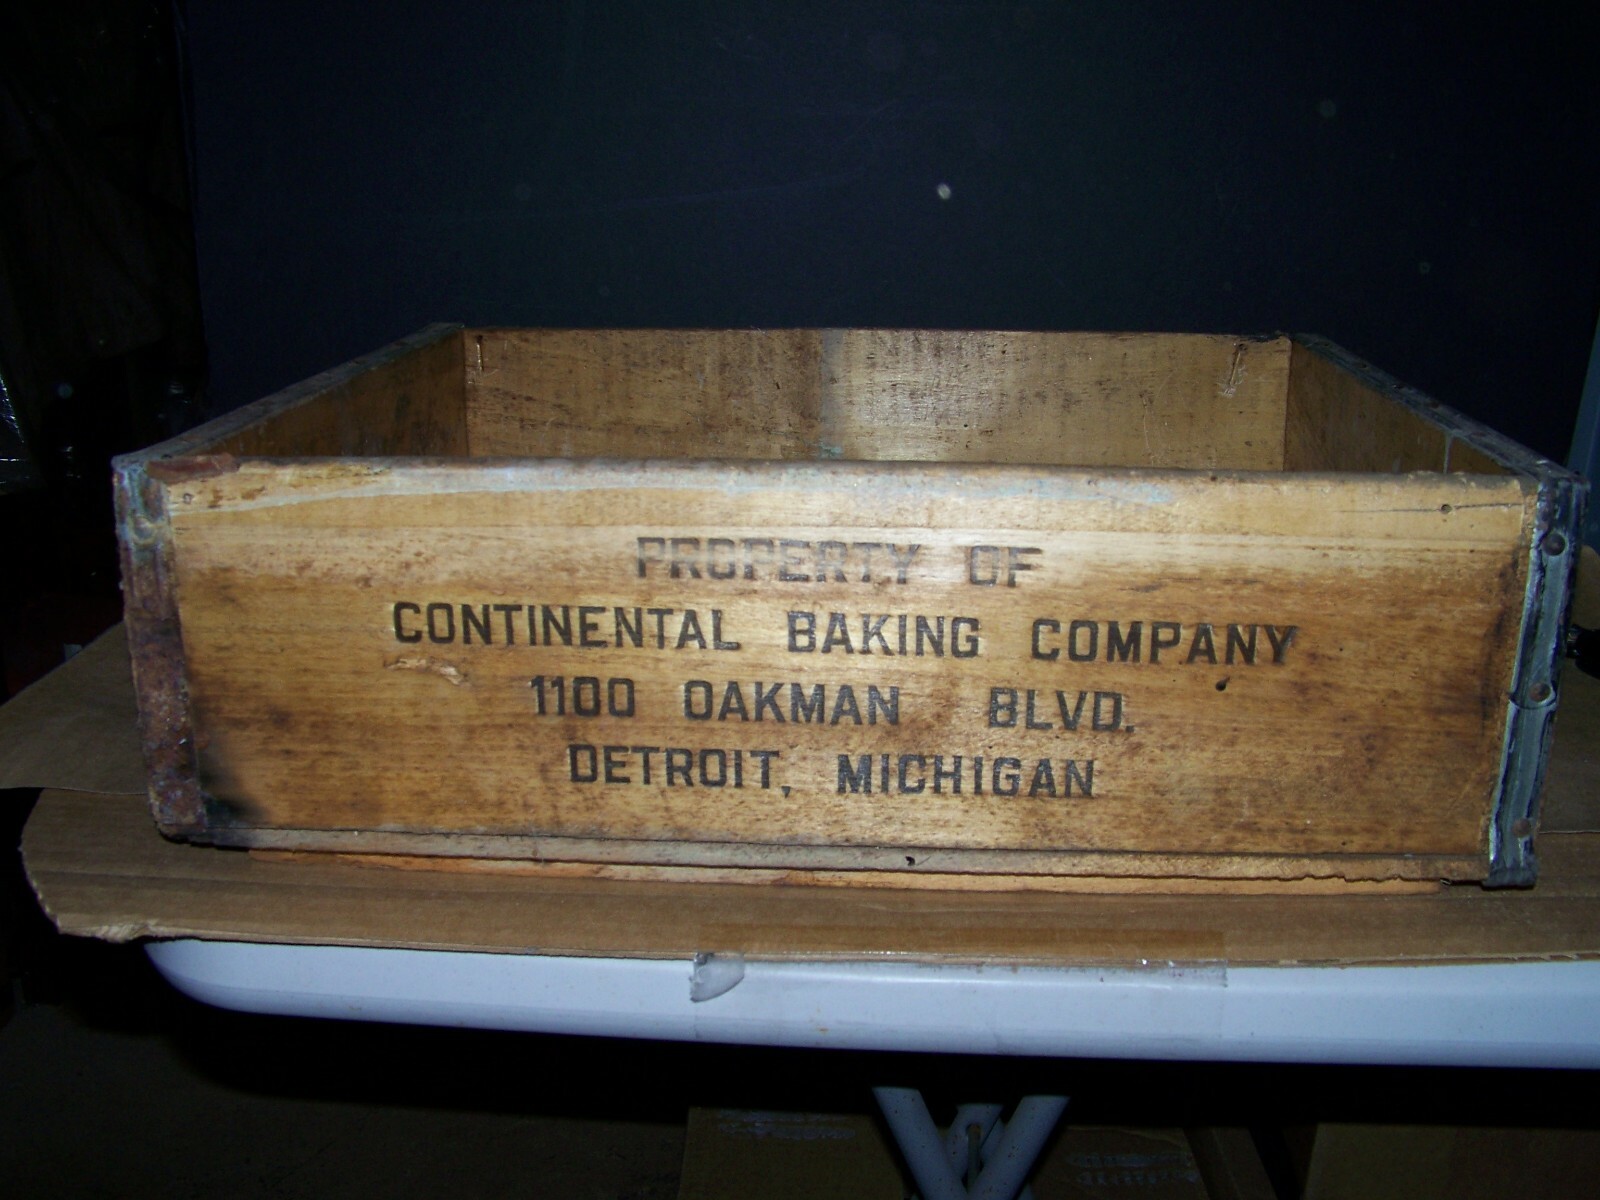 PROPERTY OF
CONTINENTAL BAKING COMPANY
1100 OAKMAN BLVD.
DETROIT, MICHIGAN